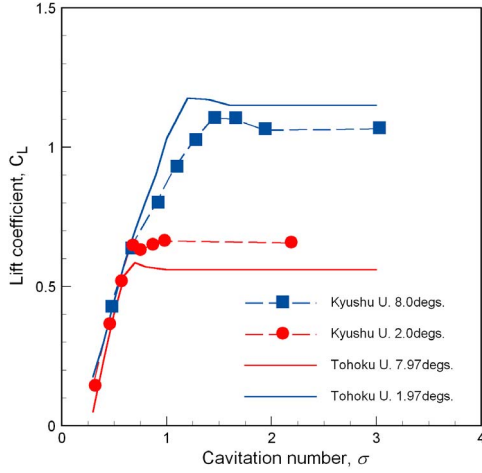 1.5
1
0.5
0
0
1
2
3
4
Lift coefficient, C_L
Cavitation number, σ
Kyushu U. 8.0degs.
Kyushu U. 2.0degs.
Tohoku U. 7.97degs.
Tohoku U. 1.97degs.